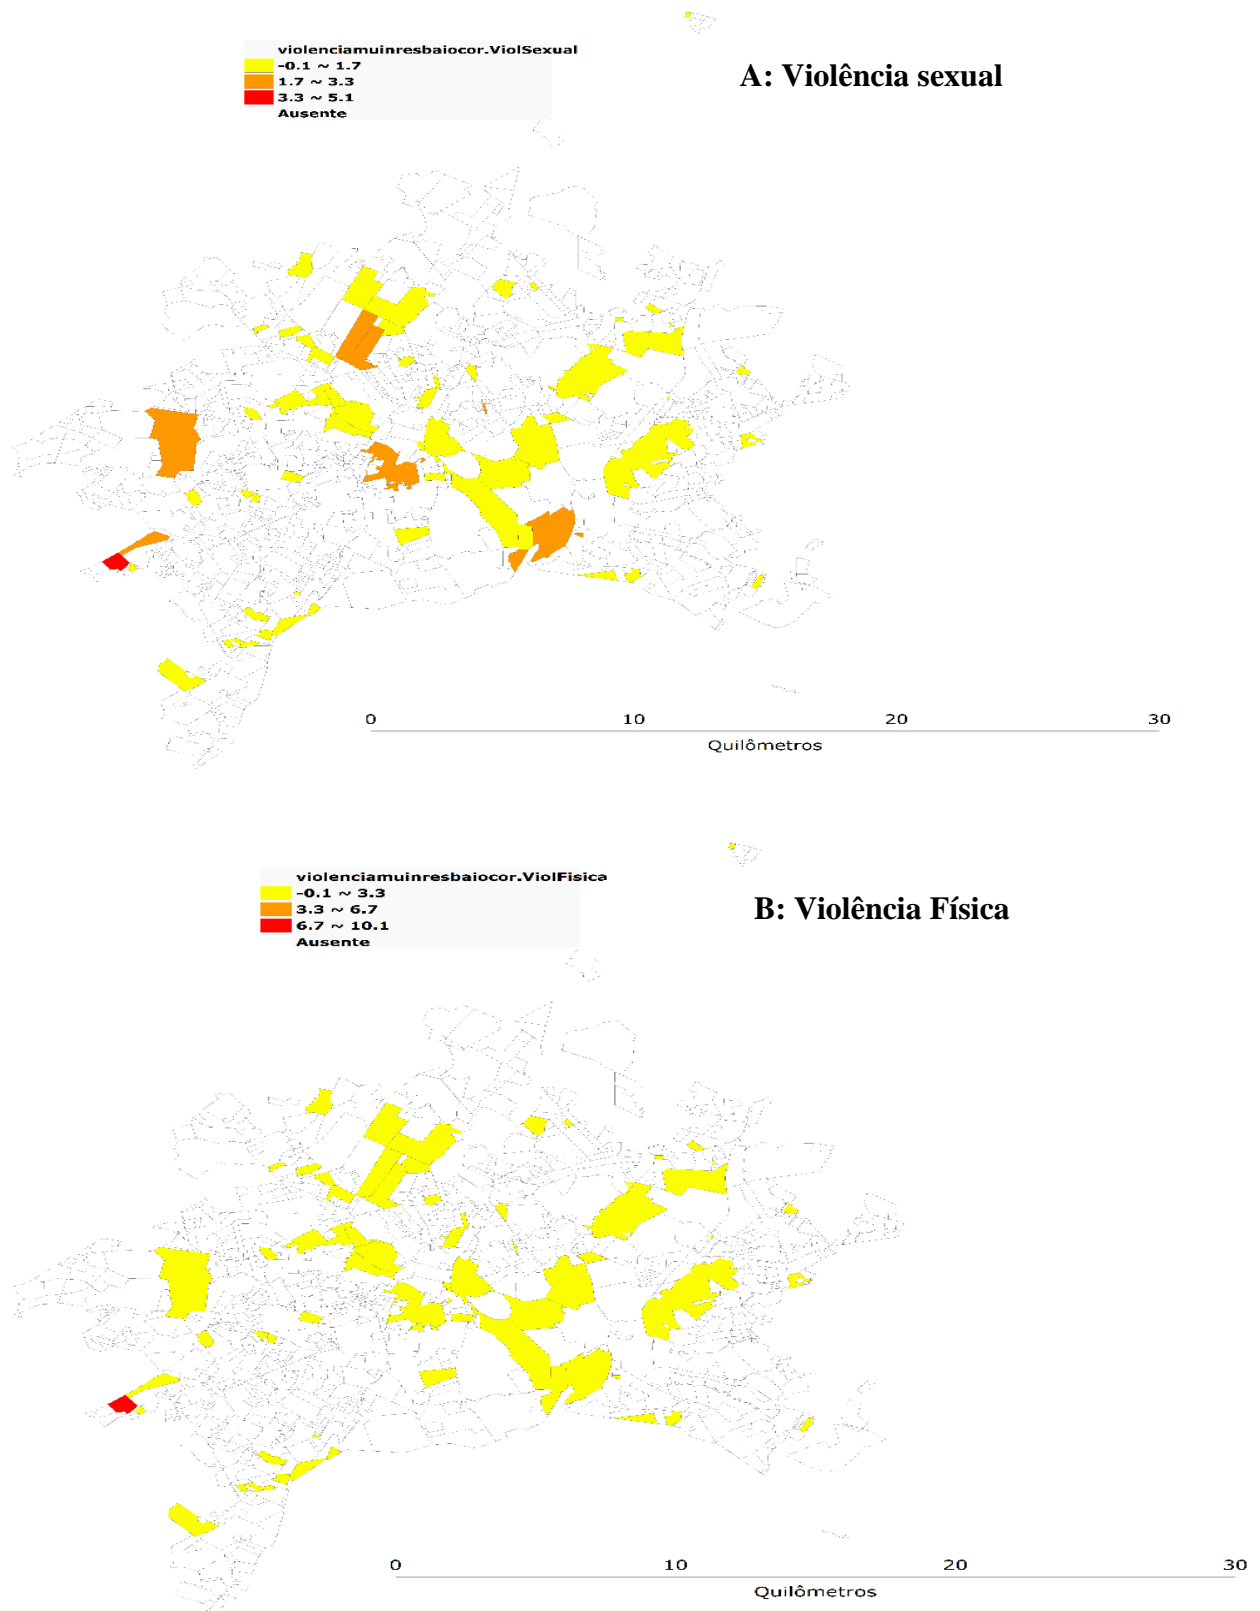 violenciamuinresbaiocor.ViolSexual
-0.1 ~ 1.7
1.7 ~ 3.3
3.3 ~ 5.1
Ausente
A: Violência sexual
0 10 20 30
Quilômetros
violenciamuinresbaiocor.ViolFisica
-0.1 ~ 3.3
3.3 ~ 6.7
6.7 ~ 10.1
Ausente
B: Violência Física
0 10 20 30
Quilômetros